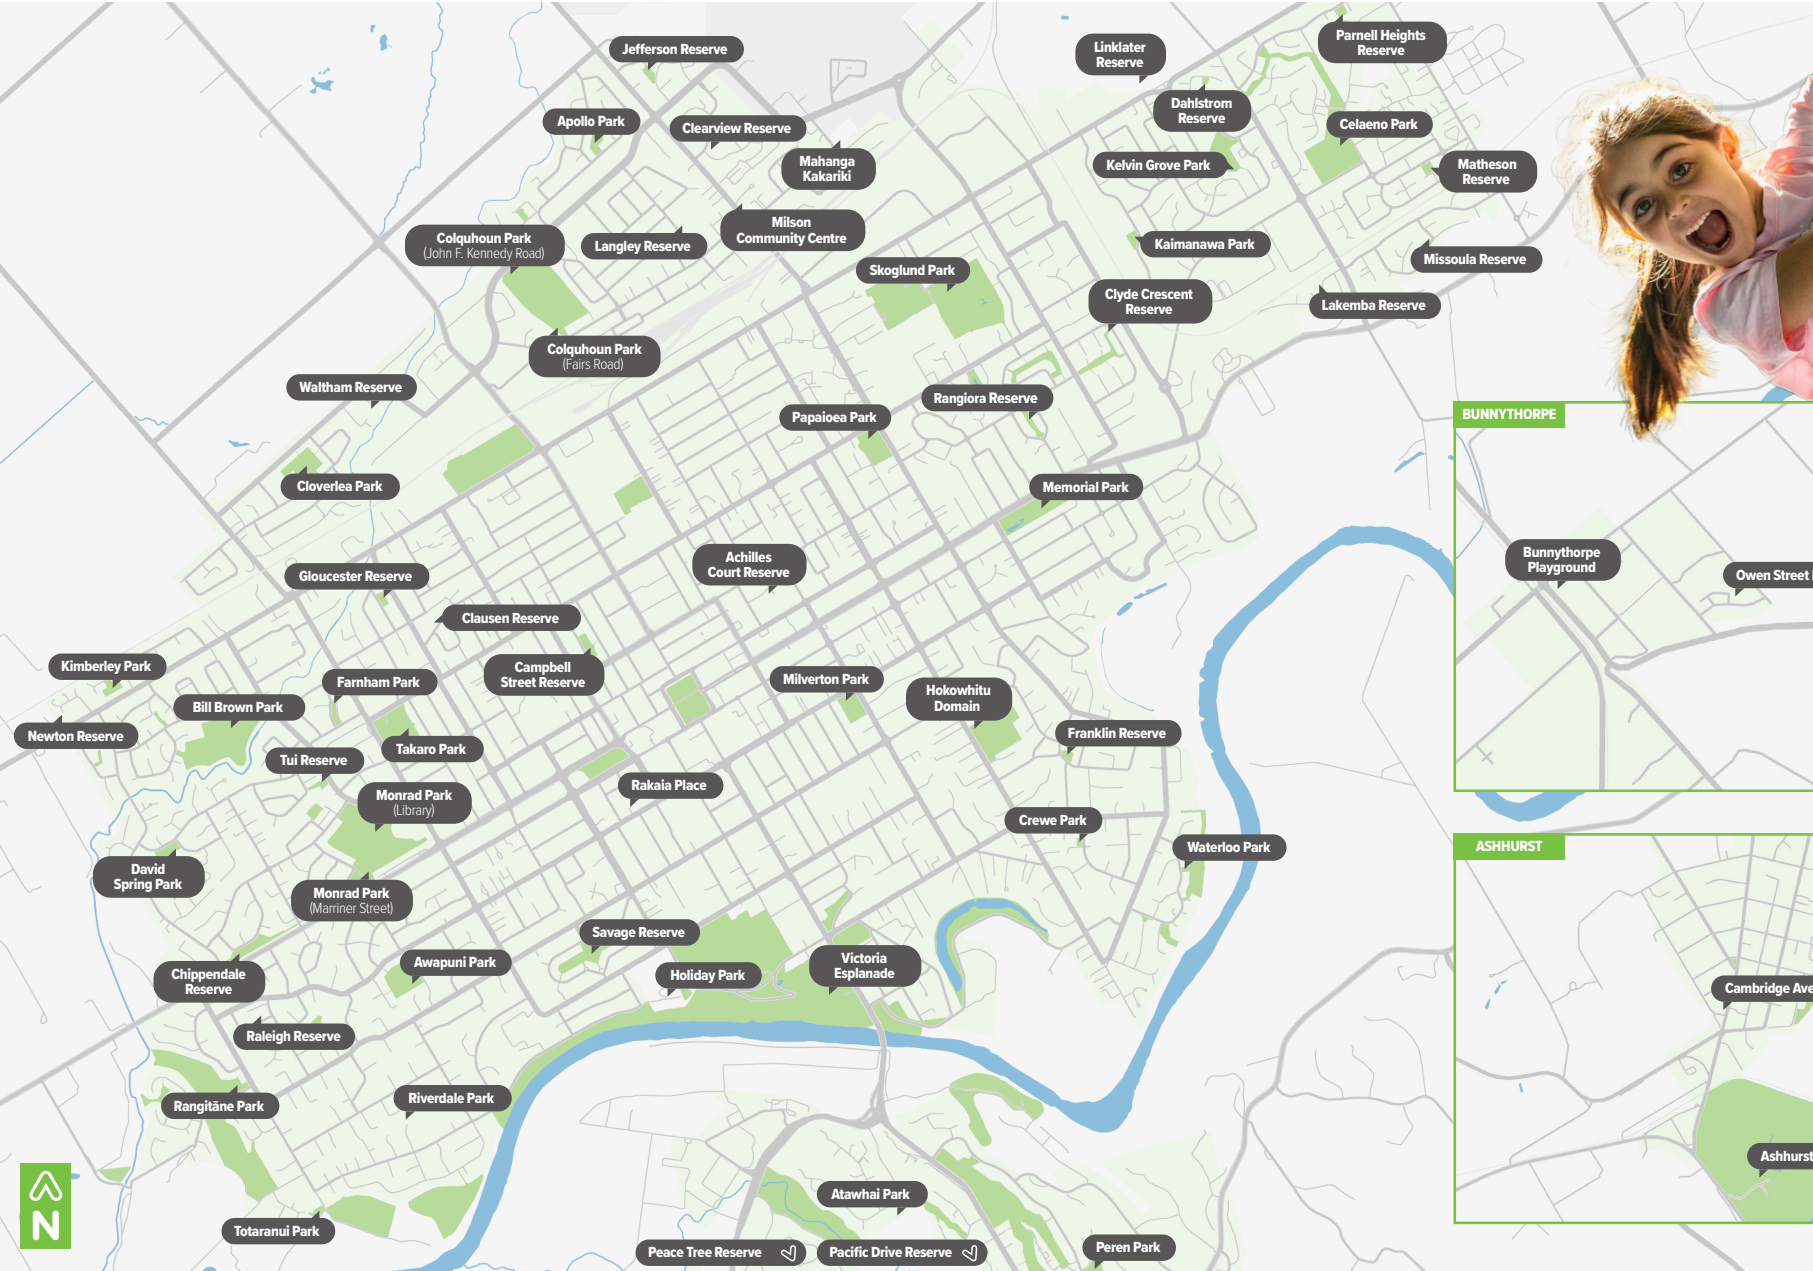 Jefferson Reserve
Linklater
Reserve
Parnell Heights
Reserve
Apollo Park
Clearview Reserve
Dahlstrom
Reserve
Celaeno Park
Mahanga
Kakariki
Kelvin Grove Park
Matheson
Reserve
Colquhoun Park
(John F. Kennedy Road)
Langley Reserve
Milson
Community Centre
Kaimanawa Park
Missoula Reserve
Skoglund Park
Clyde Crescent
Reserve
Lakemba Reserve
Colquhoun Park
(Fairs Road)
Waltham Reserve
Rangiora Reserve
Papaioea Park
BUNNYTHORPE
Cloverlea Park
Memorial Park
Achilles
Court Reserve
Bunnythorpe
Playground
Owen Street
Gloucester Reserve
Clausen Reserve
Kimberley Park
Campbell
Street Reserve
Farnham Park
Milverton Park
Hokowhitu
Domain
Bill Brown Park
Newton Reserve
Takaro Park
Franklin Reserve
Tui Reserve
Rakaia Place
Monrad Park
(Library)
Crewe Park
Waterloo Park
ASHHURST
David
Spring Park
Monrad Park
(Marriner Street)
Savage Reserve
Awapuni Park
Holiday Park
Victoria
Esplanade
Chippendale
Reserve
Cambridge Ave
Raleigh Reserve
Rangitāne Park
Riverdale Park
Ashhurst
Atawhai Park
N
Totaranui Park
Peace Tree Reserve
Pacific Drive Reserve
Peren Park